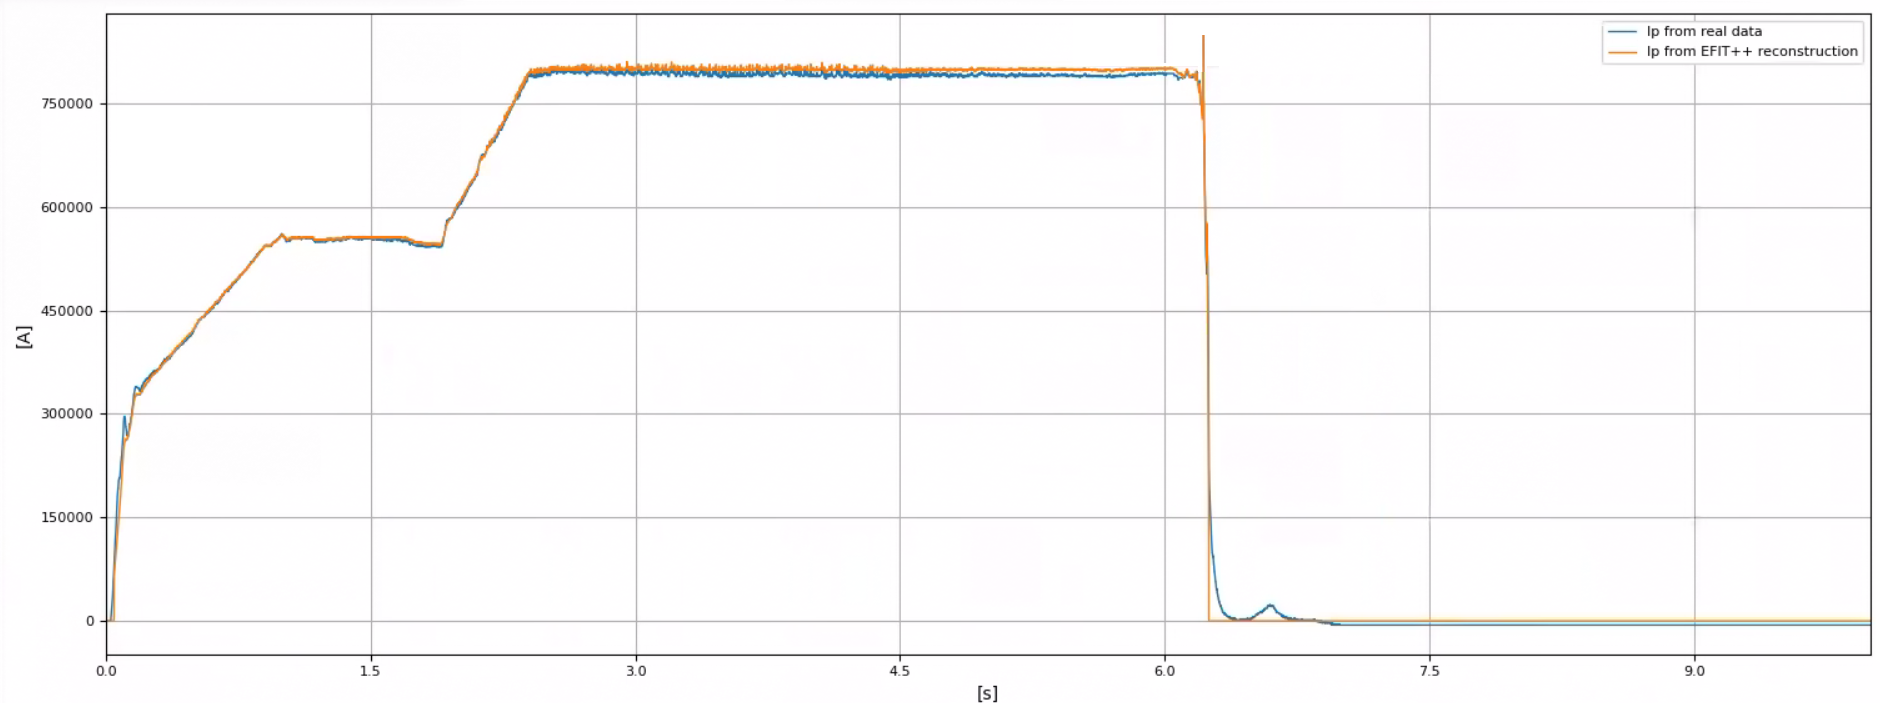 Ip from real data
Ip from EFIT++ reconstruction
750000
600000
450000
300000
150000
0
[A]
0.0 1.5 3.0 4.5 6.0 7.5 9.0
[s]